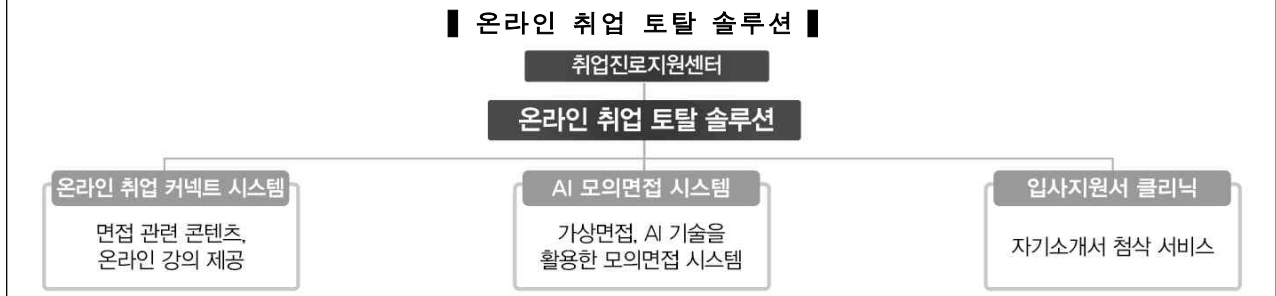 ▌온라인 취업 토탈 솔루션▐
취업진로지원센터
온라인 취업 토탈 솔루션
온라인 취업 커넥트 시스템
면접 관련 콘텐츠,
온라인 강의 제공
AI 모의면접 시스템
가상면접, AI 기술을
활용한 모의면접 시스템
입사지원서 클리닉
자기소개서 첨삭 서비스